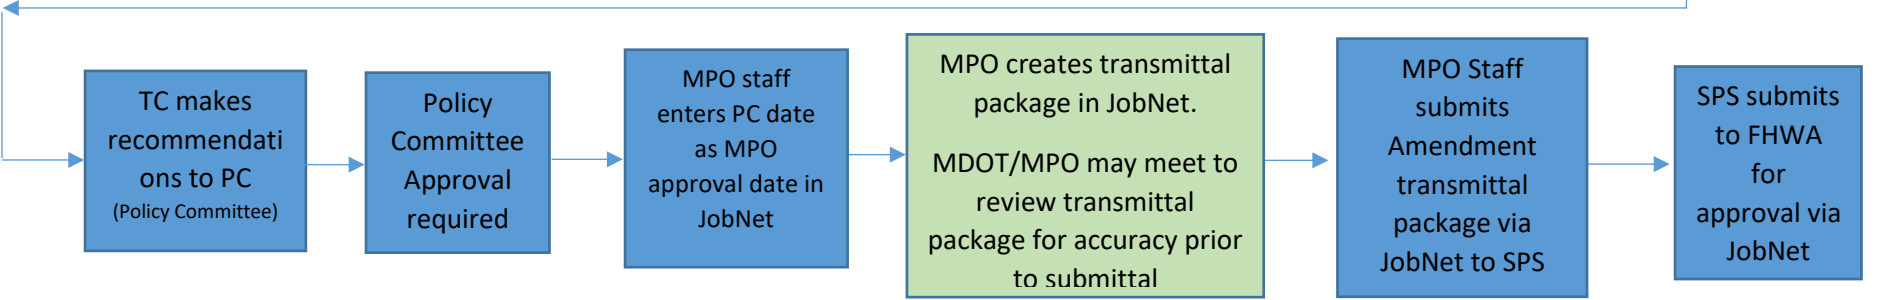 TC makes
recommendati
ons to PC
(Policy Committee)
Policy
Committee
Approval
required
MPO staff
enters PC date
as MPO
approval date in
JobNet
MPO creates transmittal
package in JobNet.
MDOT/MPO may meet to
review transmittal
package for accuracy prior
to submittal
MPO Staff
submits
Amendment
transmittal
package via
JobNet to SPS
SPS submits
to FHWA
for
approval via
JobNet